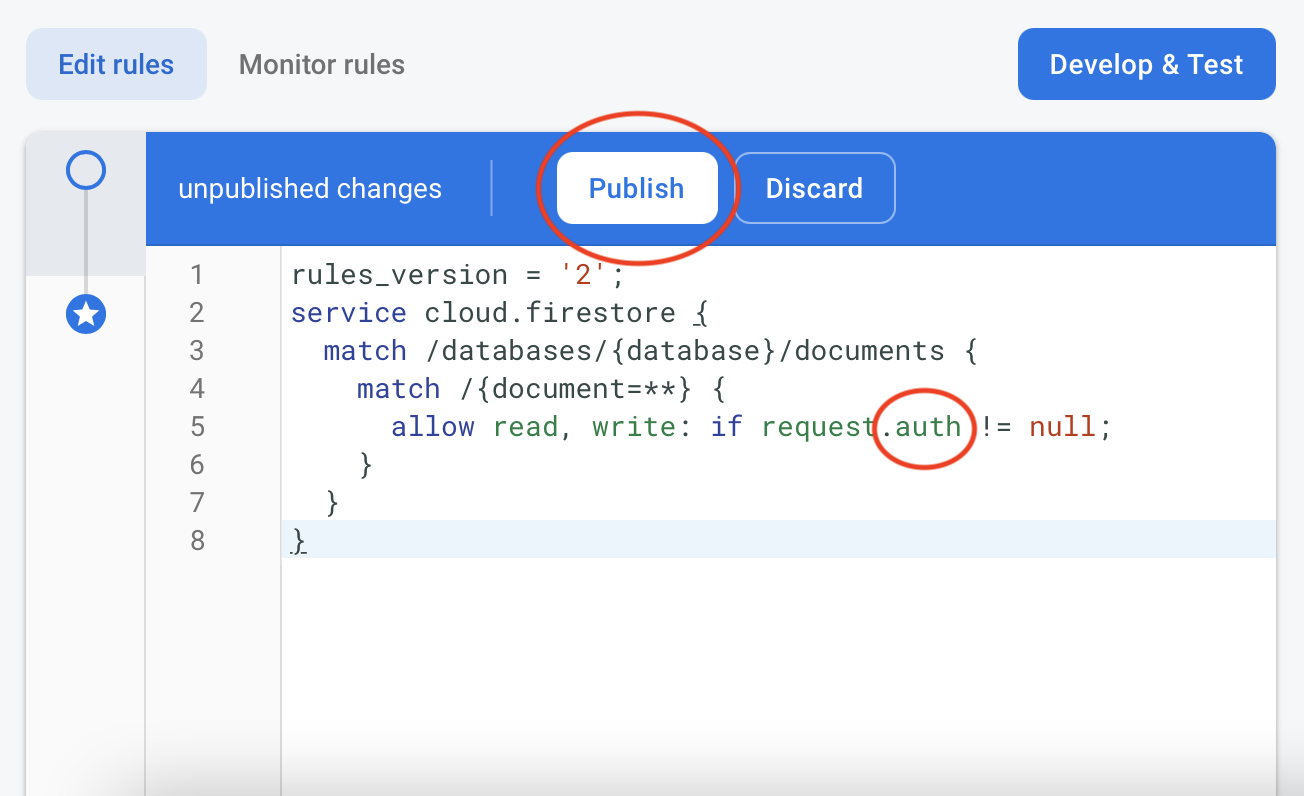 Edit rules Monitor rules Develop & Test
unpublished changes Publish Discard
1 rules_version = '2';
2 service cloud.firestore {
3   match /databases/{database}/documents {
4     match /{document=**} {
5       allow read, write: if request.auth != null;
6     }
7   }
8 }